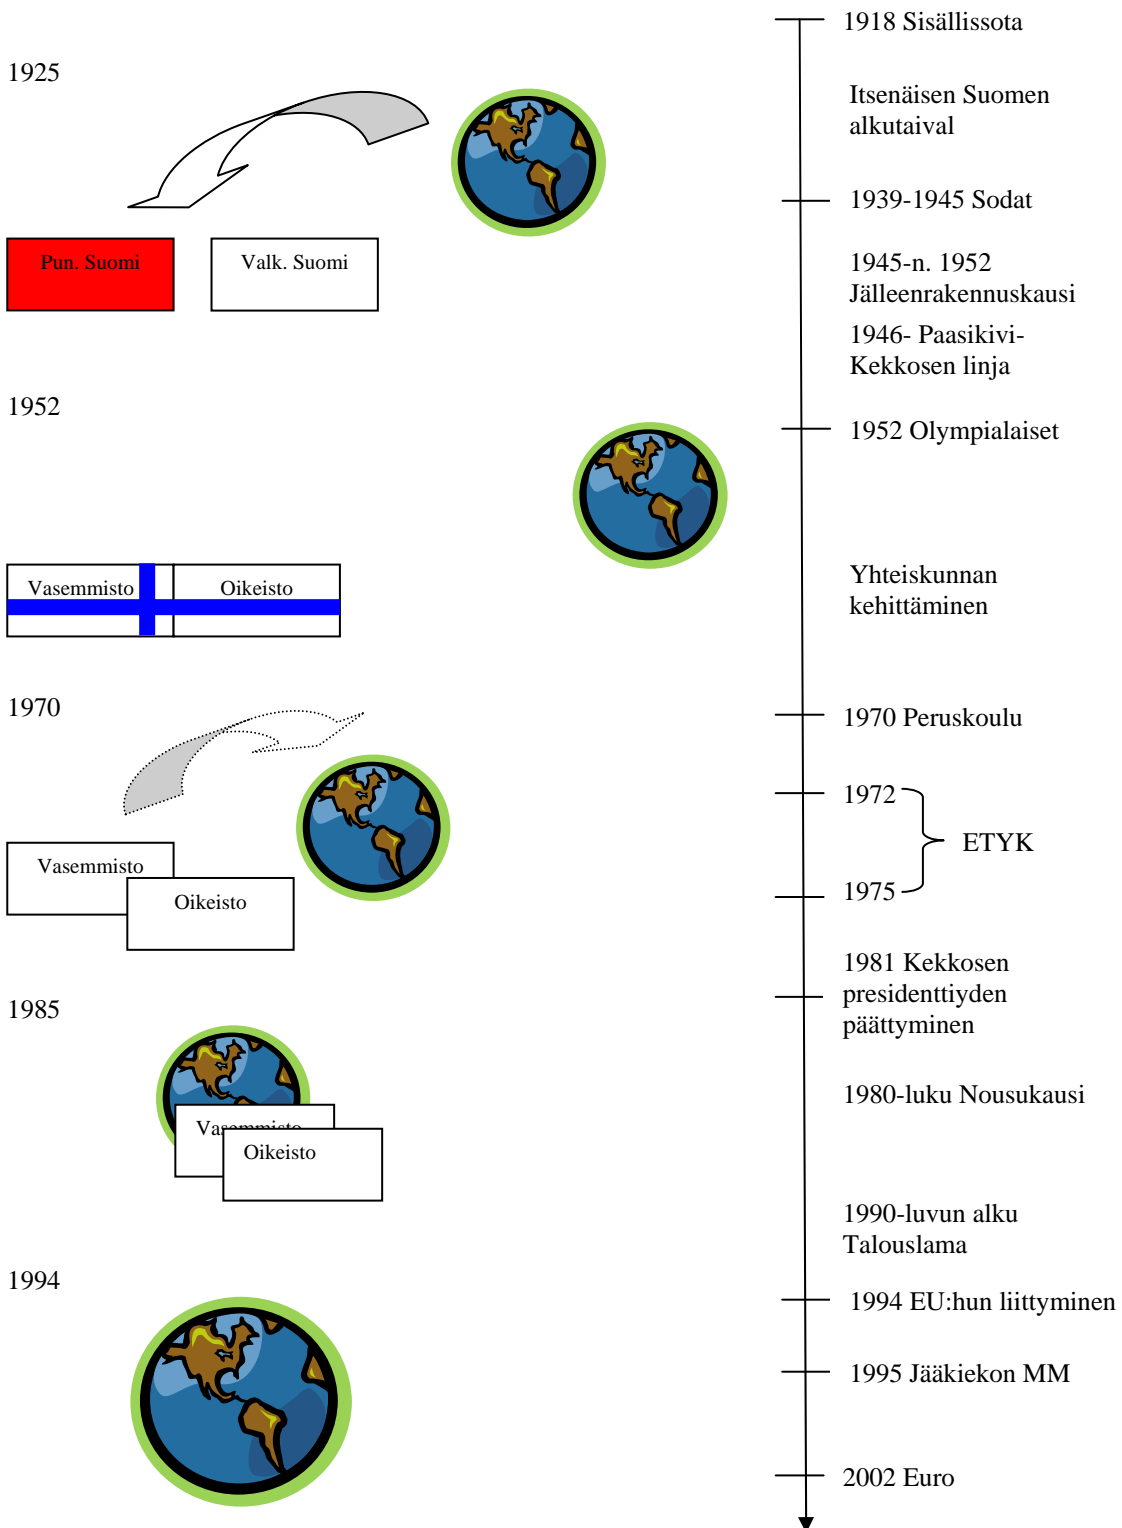 1925
Pun. Suomi
Valk. Suomi
1952
Vasemmisto
Oikeisto
1970
Vasemmisto
Oikeisto
1985
Vasemmisto
Oikeisto
1994
1918 Sisällissota
Itsenäisen Suomen
alkutaival
1939-1945 Sodat
1945-n. 1952
Jälleenrakennuskausi
1946- Paasikivi-
Kekkosen linja
1952 Olympialaiset
Yhteiskunnan
kehittäminen
1970 Peruskoulu
1972
ETYK
1975
1981 Kekkosen
presidenttiyden
päättyminen
1980-luku Nousukausi
1990-luvun alku
Talouslama
1994 EU:hun liittyminen
1995 Jääkiekon MM
2002 Euro